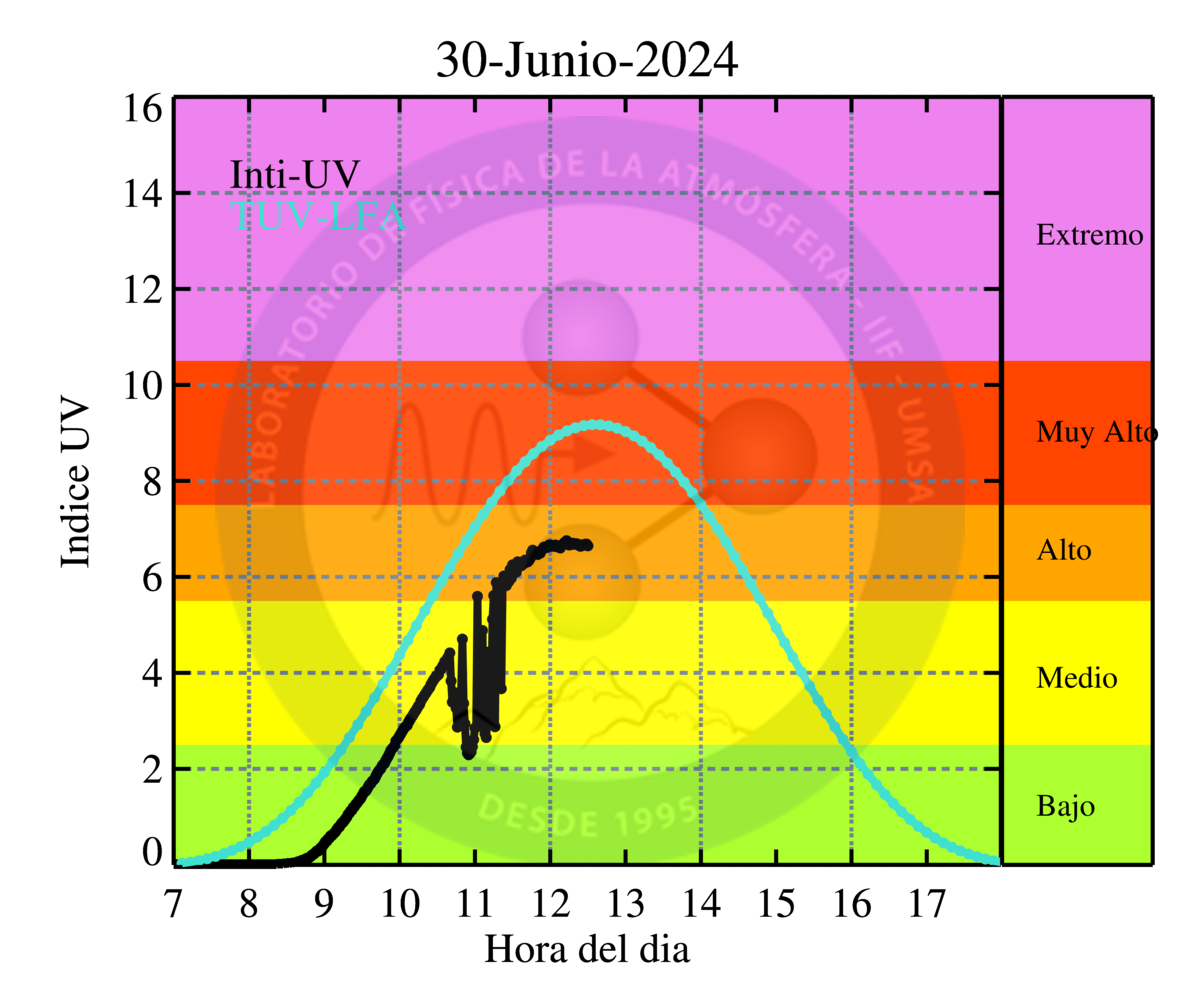 30-Junio-2024
16
14
12
10
8
6
4
2
0
Indice UV
Inti-UV
TUV-LFA
LABORATORIO DE FÍSICA DE LA ATMÓSFERA - IIF - UMSA
DESDE 1995
Extremo
Muy Alto
Alto
Medio
Bajo
7 8 9 10 11 12 13 14 15 16 17
Hora del dia